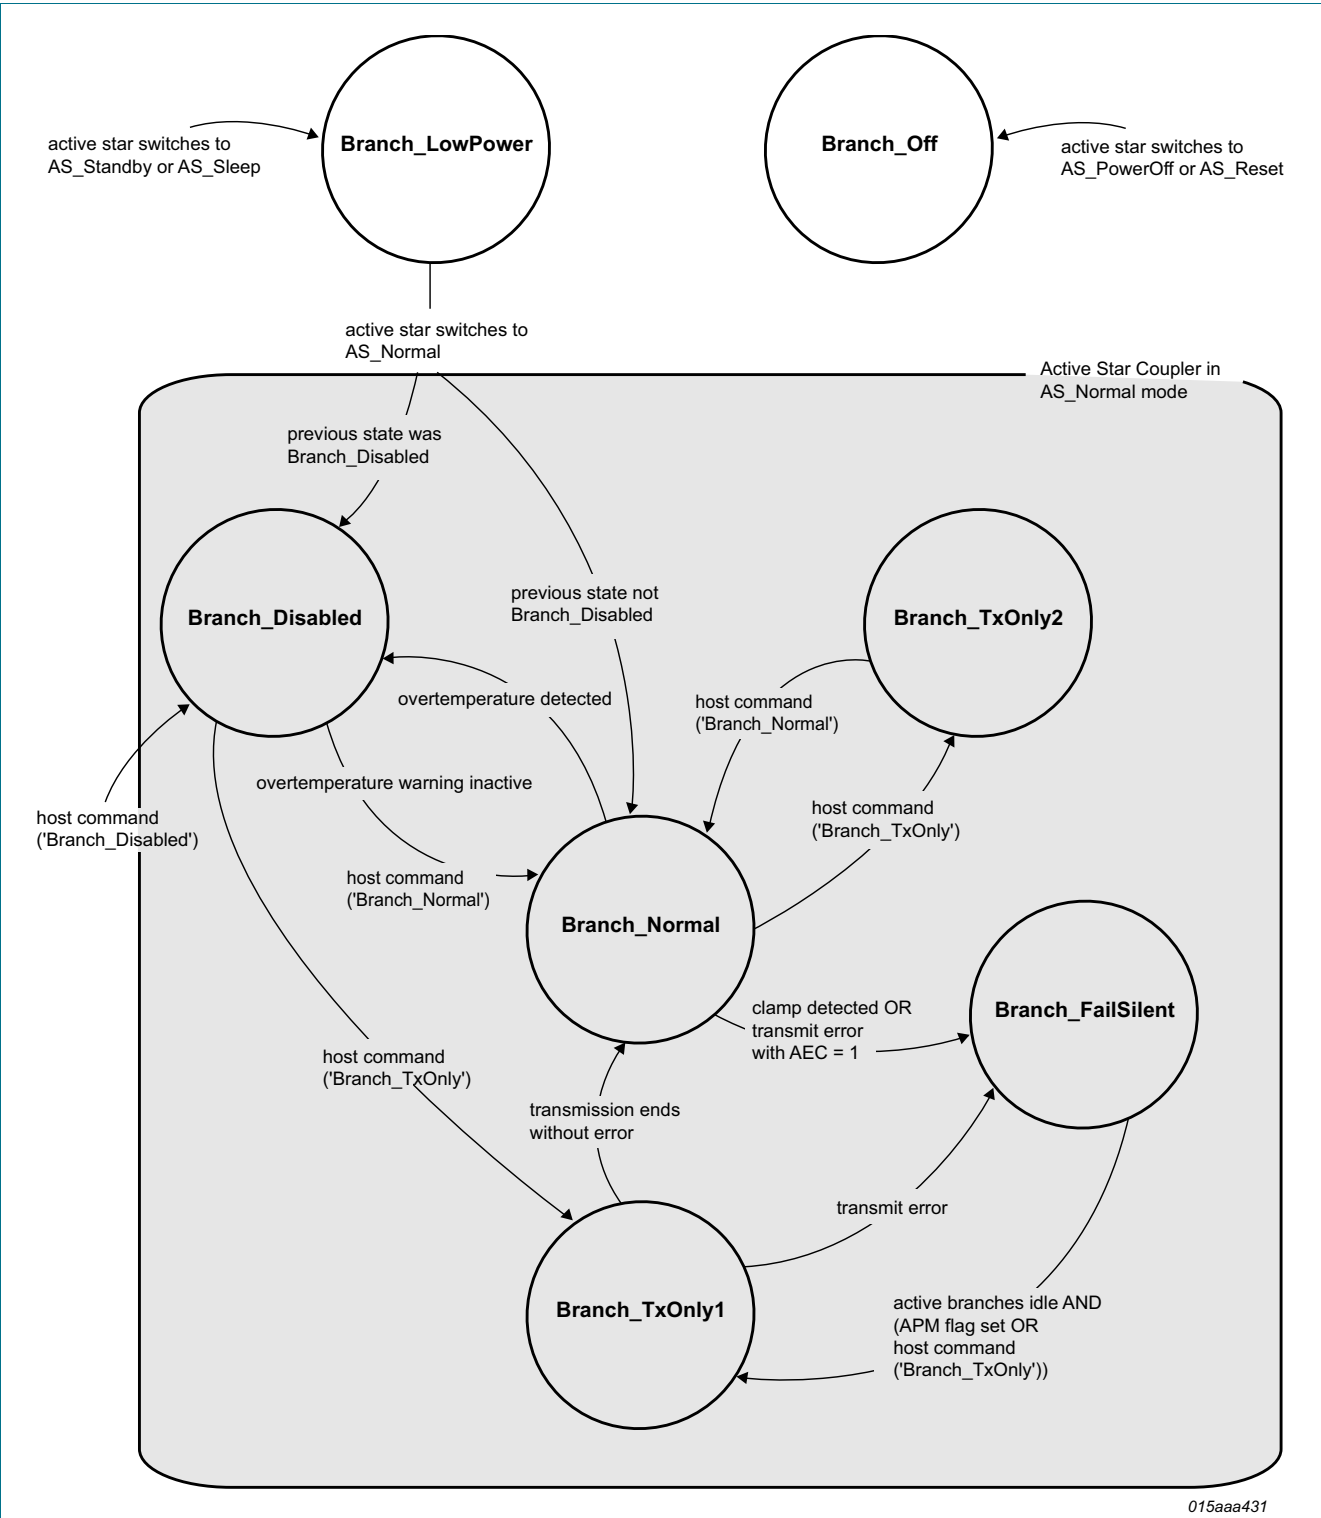 Branch_LowPower
Branch_Off
active star switches to
AS_Standby or AS_Sleep
active star switches to
AS_PowerOff or AS_Reset
active star switches to
AS_Normal
Active Star Coupler in
AS_Normal mode
previous state was
Branch_Disabled
previous state not
Branch_Disabled
Branch_Disabled
Branch_TxOnly2
overtemperature detected
host command
('Branch_Normal')
overtemperature warning inactive
host command
('Branch_Disabled')
host command
('Branch_TxOnly')
host command
('Branch_Normal')
Branch_Normal
clamp detected OR
transmit error
with AEC = 1
Branch_FailSilent
host command
('Branch_TxOnly')
transmission ends
without error
transmit error
Branch_TxOnly1
active branches idle AND
(APM flag set OR
host command
('Branch_TxOnly'))
015aaa431